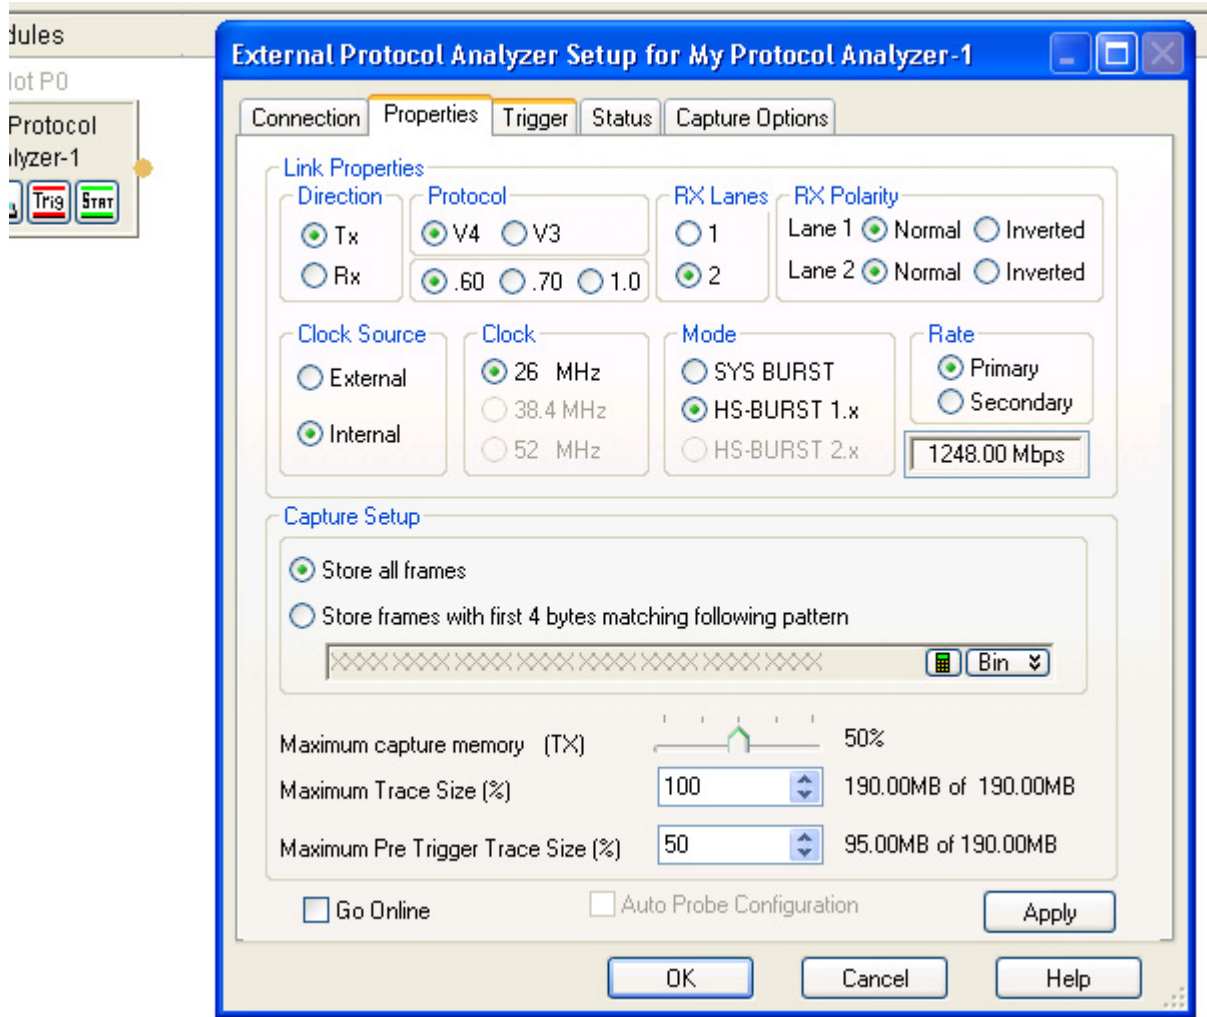 dules
External Protocol Analyzer Setup for My Protocol Analyzer-1
lot P0
Protocol
lyzer-1
Trig STAT
Connection Properties Trigger Status Capture Options
Link Properties
Direction Protocol RX Lanes RX Polarity
Tx V4 V3 1 Lane 1 Normal Inverted
Rx .60 .70 1.0 2 Lane 2 Normal Inverted
Clock Source Clock Mode Rate
External 26 MHz SYS BURST Primary
38.4 MHz HS-BURST 1.x Secondary
Internal 52 MHz HS-BURST 2.x 1248.00 Mbps
Capture Setup
Store all frames
Store frames with first 4 bytes matching following pattern
XXXX XXXX XXXX XXXX XXXX XXXX XXXX XXXX Bin
Maximum capture memory (TX) 50%
Maximum Trace Size (%) 100 190.00MB of 190.00MB
Maximum Pre Trigger Trace Size (%) 50 95.00MB of 190.00MB
Go Online Auto Probe Configuration Apply
OK Cancel Help